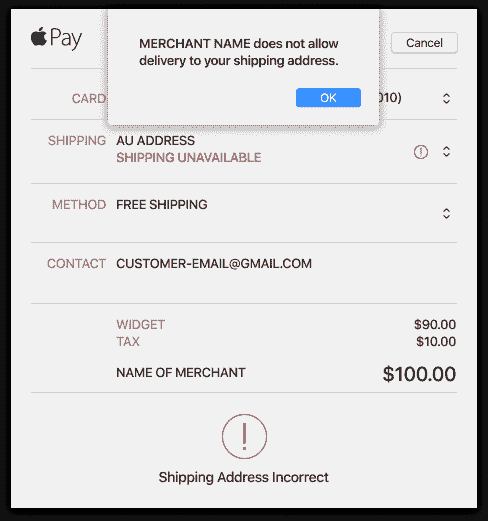 Pay
MERCHANT NAME does not allow
delivery to your shipping address.
Cancel
OK
CARD 010)
SHIPPING AU ADDRESS
SHIPPING UNAVAILABLE
METHOD FREE SHIPPING
CONTACT CUSTOMER-EMAIL@GMAIL.COM
WIDGET $90.00
TAX $10.00
NAME OF MERCHANT $100.00
Shipping Address Incorrect